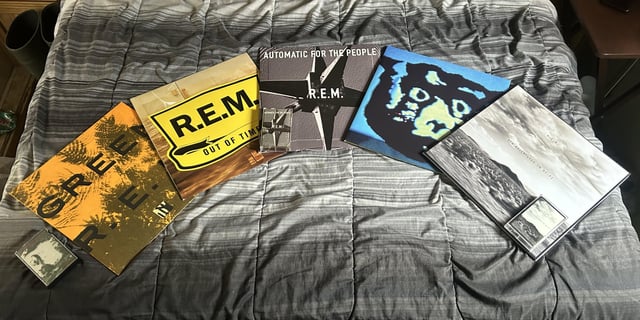 GREEN
R.E.M.
R.E.M.
OUT OF TIME
AUTOMATIC FOR THE PEOPLE
R.E.M.